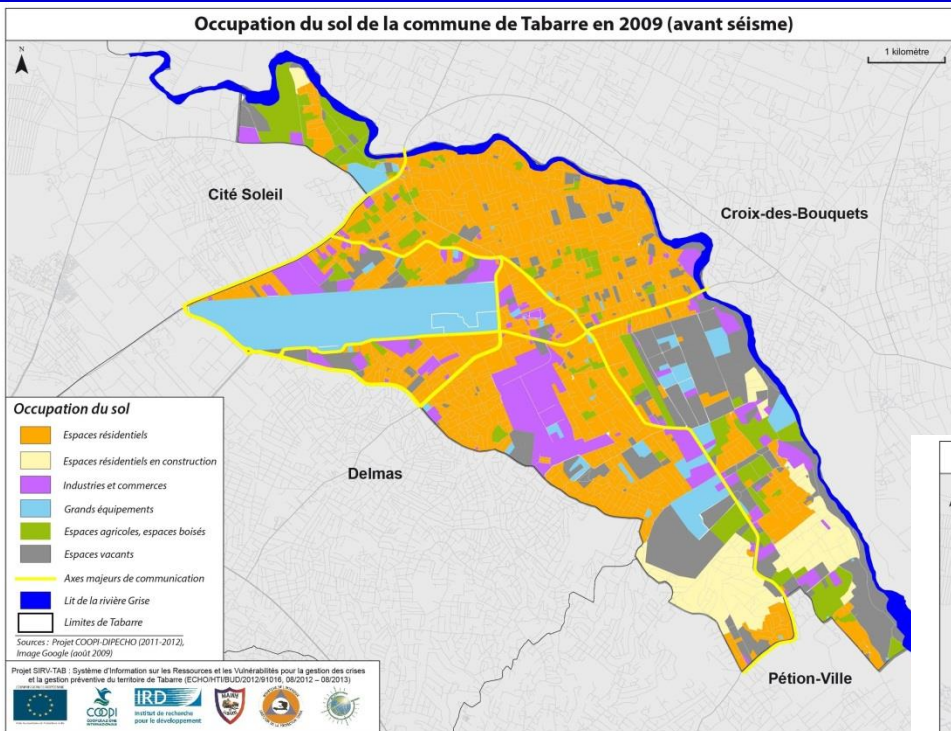 Occupation du sol de la commune de Tabarre en 2009 (avant séisme)
N
1 kilomètre
Cité Soleil
Croix-des-Bouquets
Delmas
Pétion-Ville
Occupation du sol
Espaces résidentiels
Espaces résidentiels en construction
Industries et commerces
Grands équipements
Espaces agricoles, espaces boisés
Espaces vacants
Axes majeurs de communication
Lit de la rivière Grise
Limites de Tabarre
Sources : Projet COOPI-DIPECHO (2011-2012),
Image Google (août 2009)
Projet SIRV-TAB : Système d'Information sur les Ressources et les Vulnérabilités pour la gestion des crises
et la gestion préventive du territoire de Tabarre (ECHO/HTI/BUD/2012/91016, 08/2012 – 08/2013)
COOPI
COOPERAZIONE
INTERNAZIONALE
IRD
Institut de recherche
pour le développement